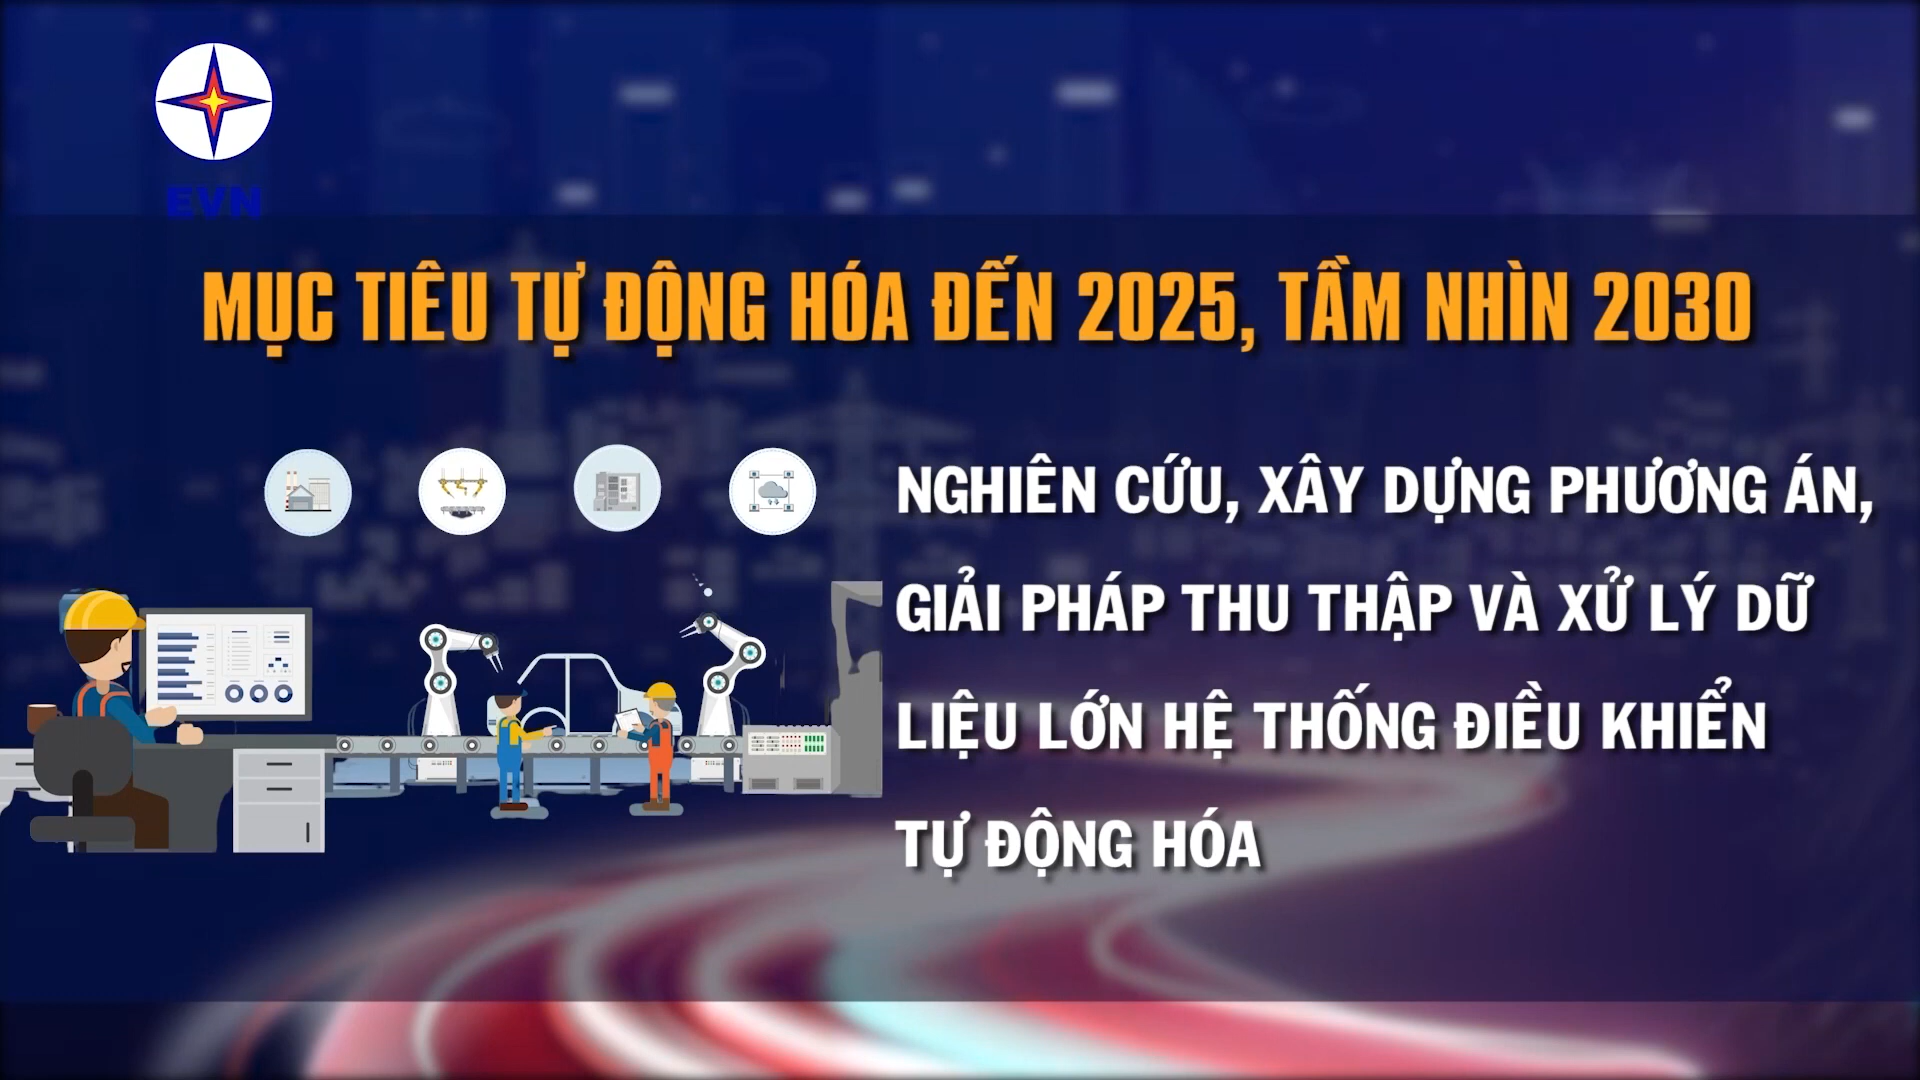 EVN
MỤC TIÊU TỰ ĐỘNG HÓA ĐẾN 2025, TẦM NHÌN 2030
NGHIÊN CỨU, XÂY DỰNG PHƯƠNG ÁN,
GIẢI PHÁP THU THẬP VÀ XỬ LÝ DỮ
LIỆU LỚN HỆ THỐNG ĐIỀU KHIỂN
TỰ ĐỘNG HÓA